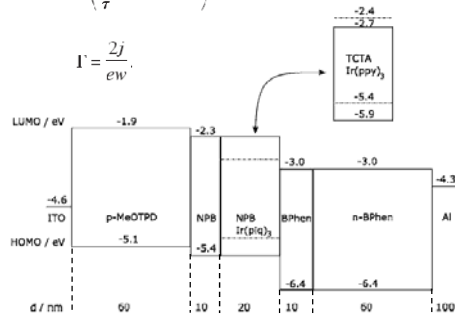 τ
Γ = 2j
ew.
-2.4
-2.7
TCTA
Ir(ppy)3
-5.4
-5.9
LUMO / eV
-1.9
-2.3
-3.0
-3.0
-4.3
-4.6
ITO
p-MeOTPD
NPB
NPB
Ir(piq)3
BPhen
n-BPhen
Al
HOMO / eV
-5.1
-5.4
-6.4
-6.4
d / nm
60
10
20
10
60
100